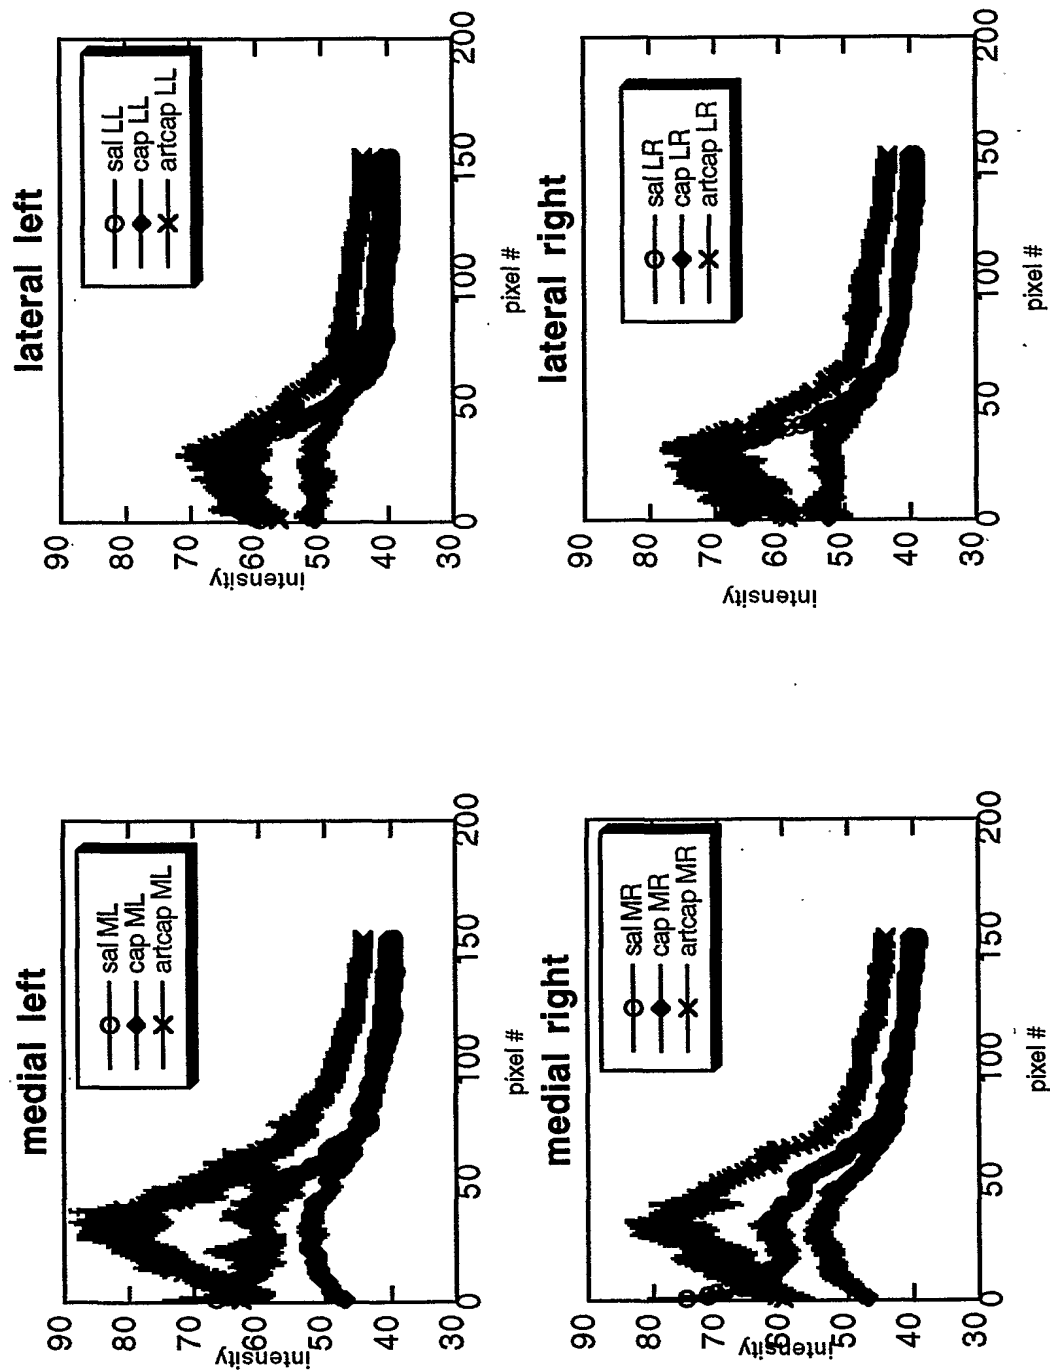 medial left
90
80
70
60
50
40
30
intensity
0
50
100
150
200
pixel #
sal ML
cap ML
artcap ML
lateral left
90
80
70
60
50
40
30
intensity
0
50
100
150
200
pixel #
sal LL
cap LL
artcap LL
medial right
90
80
70
60
50
40
intensity
0
50
100
150
200
pixel #
sal MR
cap MR
artcap MR
lateral right
90
80
70
60
50
40
30
intensity
0
50
100
150
200
pixel #
sal LR
cap LR
artcap LR